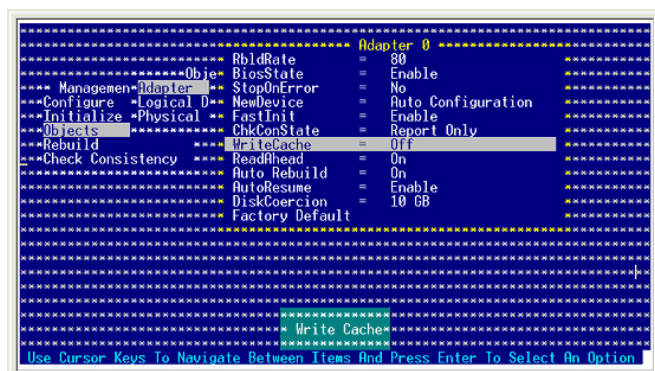 Adapter 0
RbldRate = 80
Obje BiosState = Enable
Managemen Adapter StopOnError = No
Configure Logical D NewDevice = Auto Configuration
Initialize Physical FastInit = Enable
Objects ChkConState = Report Only
Rebuild WriteCache = Off
Check Consistency ReadAhead = On
Auto Rebuild = On
AutoResume = Enable
DiskCoercion = 10 GB
Factory Default
Write Cache
Use Cursor Keys To Navigate Between Items And Press Enter To Select An Option